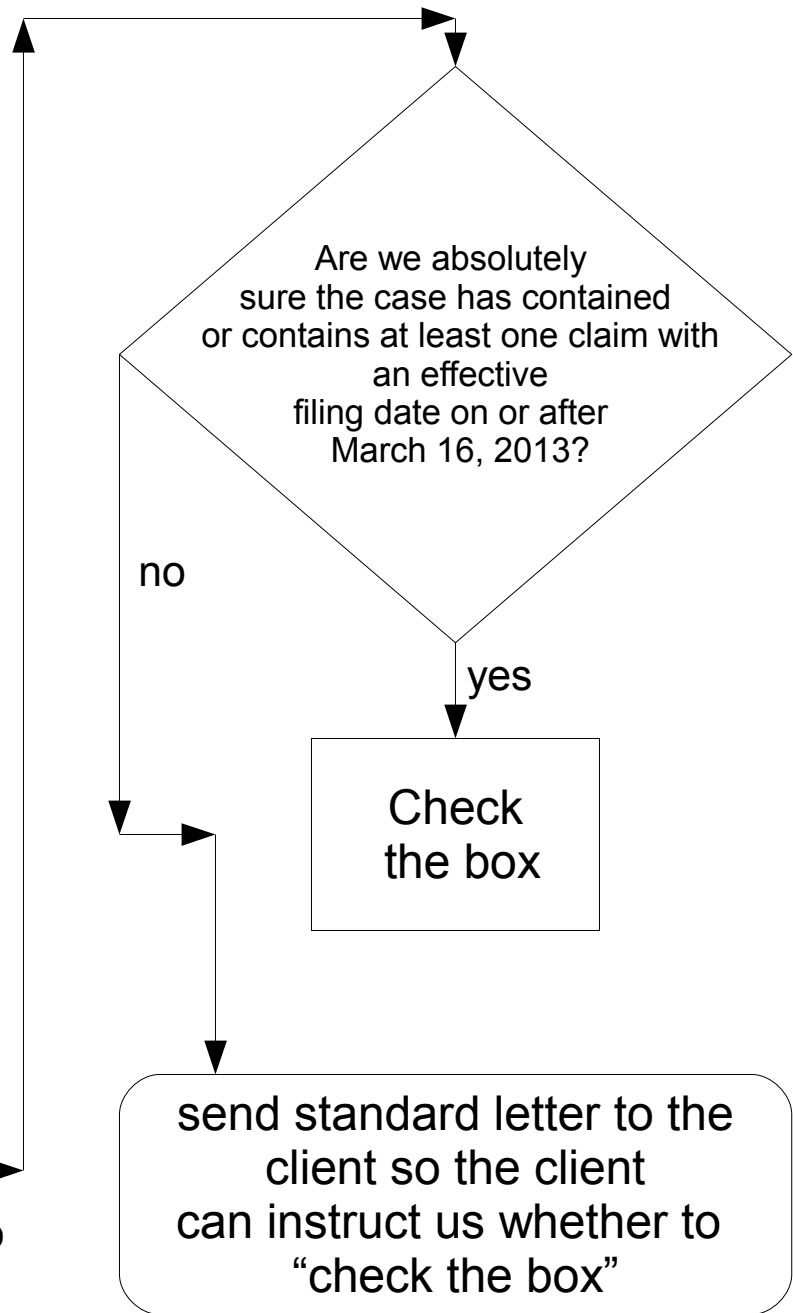 Are we absolutely
sure the case has contained
or contains at least one claim with
an effective
filing date on or after
March 16, 2013?
no
yes
Check
the box
send standard letter to the
client so the client
can instruct us whether to
“check the box”